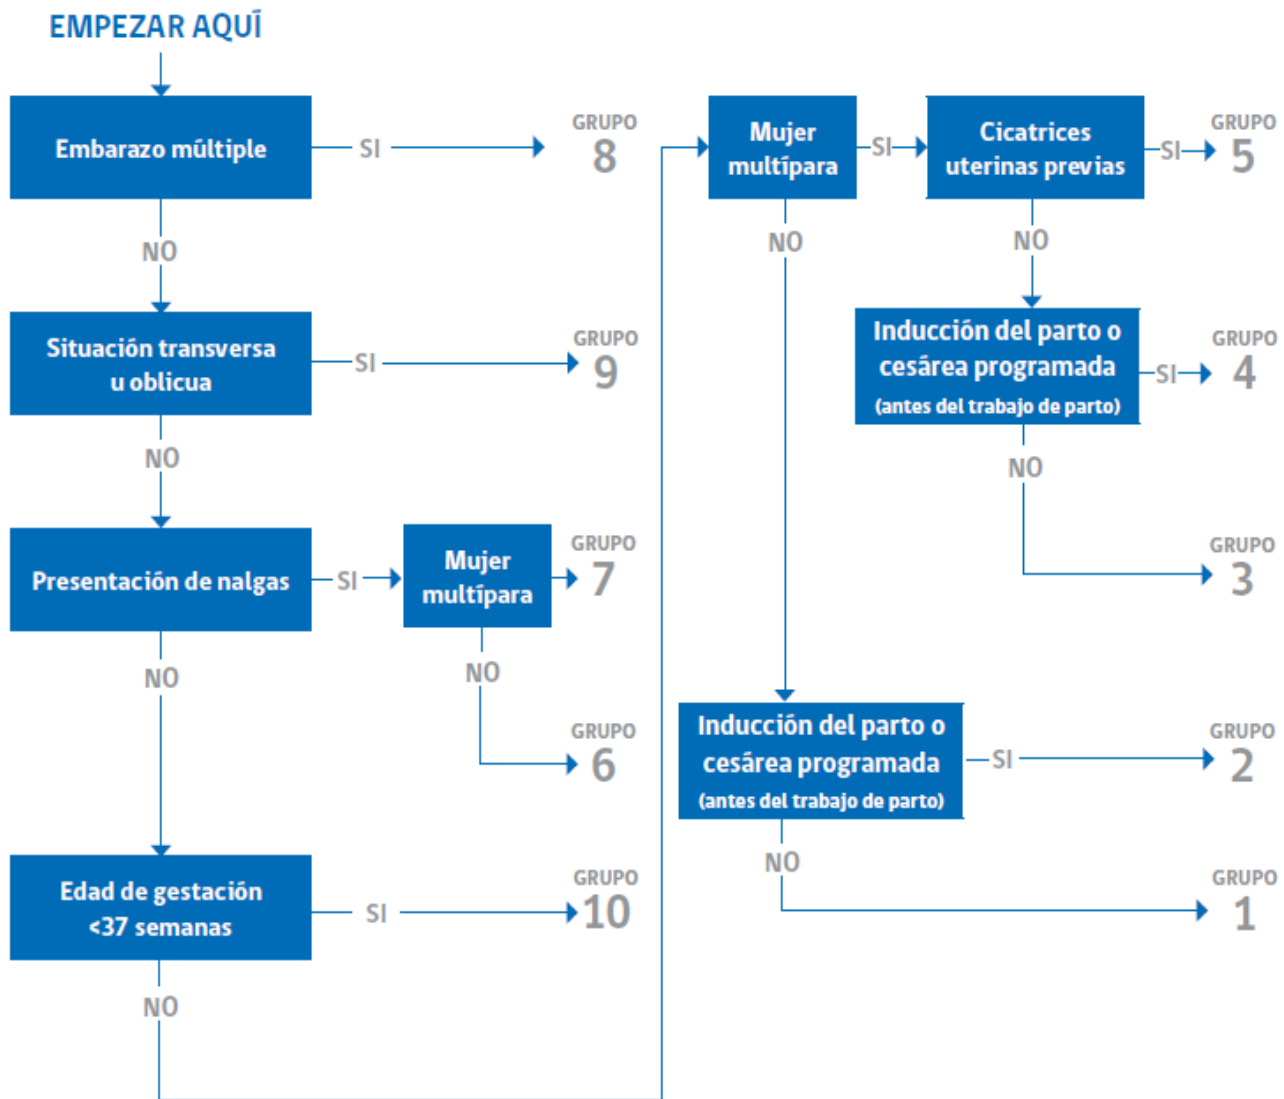 EMPEZAR AQUÍ
Embarazo múltiple
SI
GRUPO
8
NO
Situación transversa
u oblicua
SI
GRUPO
9
NO
Presentación de nalgas
SI
Mujer
multípara
GRUPO
7
NO
GRUPO
6
NO
Edad de gestación
<37 semanas
SI
GRUPO
10
NO
Mujer
multípara
SI
Cicatrices
uterinas previas
SI
GRUPO
5
NO
NO
Inducción del parto o
cesárea programada
(antes del trabajo de parto)
SI
GRUPO
4
NO
GRUPO
3
Inducción del parto o
cesárea programada
(antes del trabajo de parto)
SI
GRUPO
2
NO
GRUPO
1